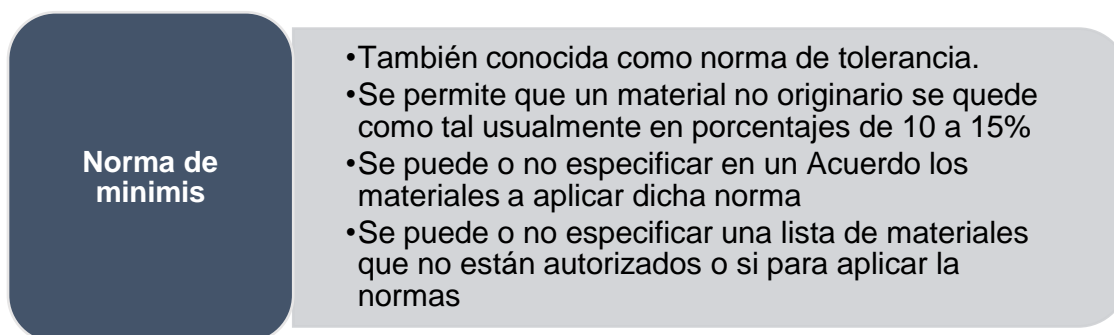 Norma de
minimis
•También conocida como norma de tolerancia.
•Se permite que un material no originario se quede
como tal usualmente en porcentajes de 10 a 15%
•Se puede o no especificar en un Acuerdo los
materiales a aplicar dicha norma
•Se puede o no especificar una lista de materiales
que no están autorizados o si para aplicar la
normas